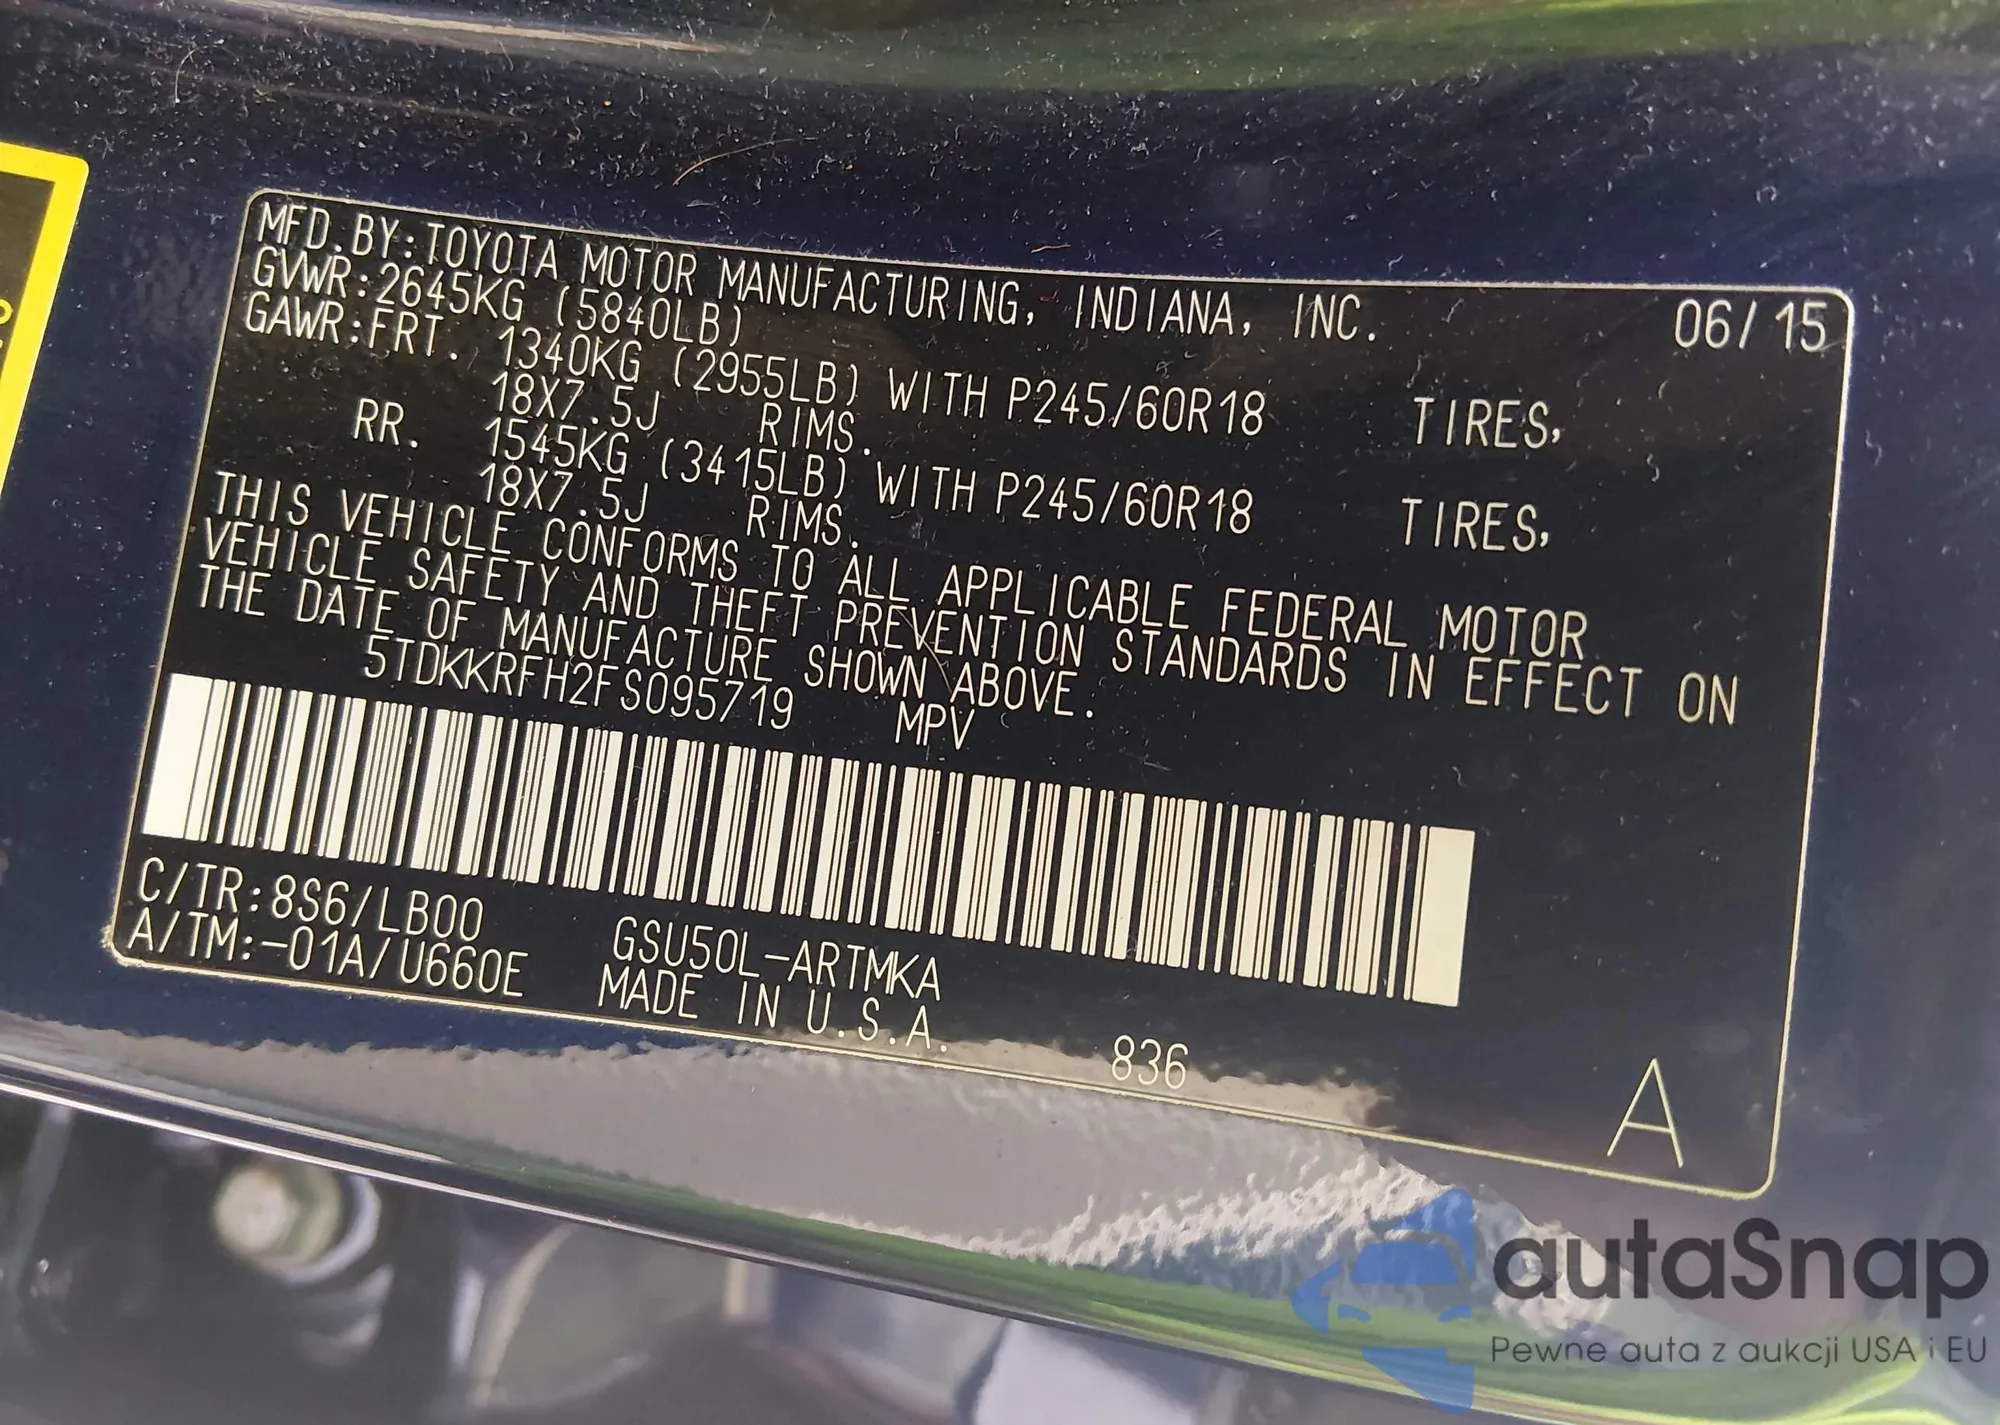 MFD. BY: TOYOTA MOTOR MANUFACTURING, INDIANA, INC. 06/15
GVWR: 2645KG (5840LB)
GAWR: FRT. 1340KG (2955LB) WITH P245/60R18 TIRES,
18X7.5J RIMS.
RR. 1545KG (3415LB) WITH P245/60R18 TIRES,
18X7.5J RIMS.
THIS VEHICLE CONFORMS TO ALL APPLICABLE FEDERAL MOTOR
VEHICLE SAFETY AND THEFT PREVENTION STANDARDS IN EFFECT ON
THE DATE OF MANUFACTURE SHOWN ABOVE.
5TDKKRFH2FS095719 MPV
C/TR: 8S6/LB00 GSU50L-ARTMKA
A/TM: -01A/U660E MADE IN U.S.A. 836
A
autaSnap
Pewne auta z aukcji USA i EU